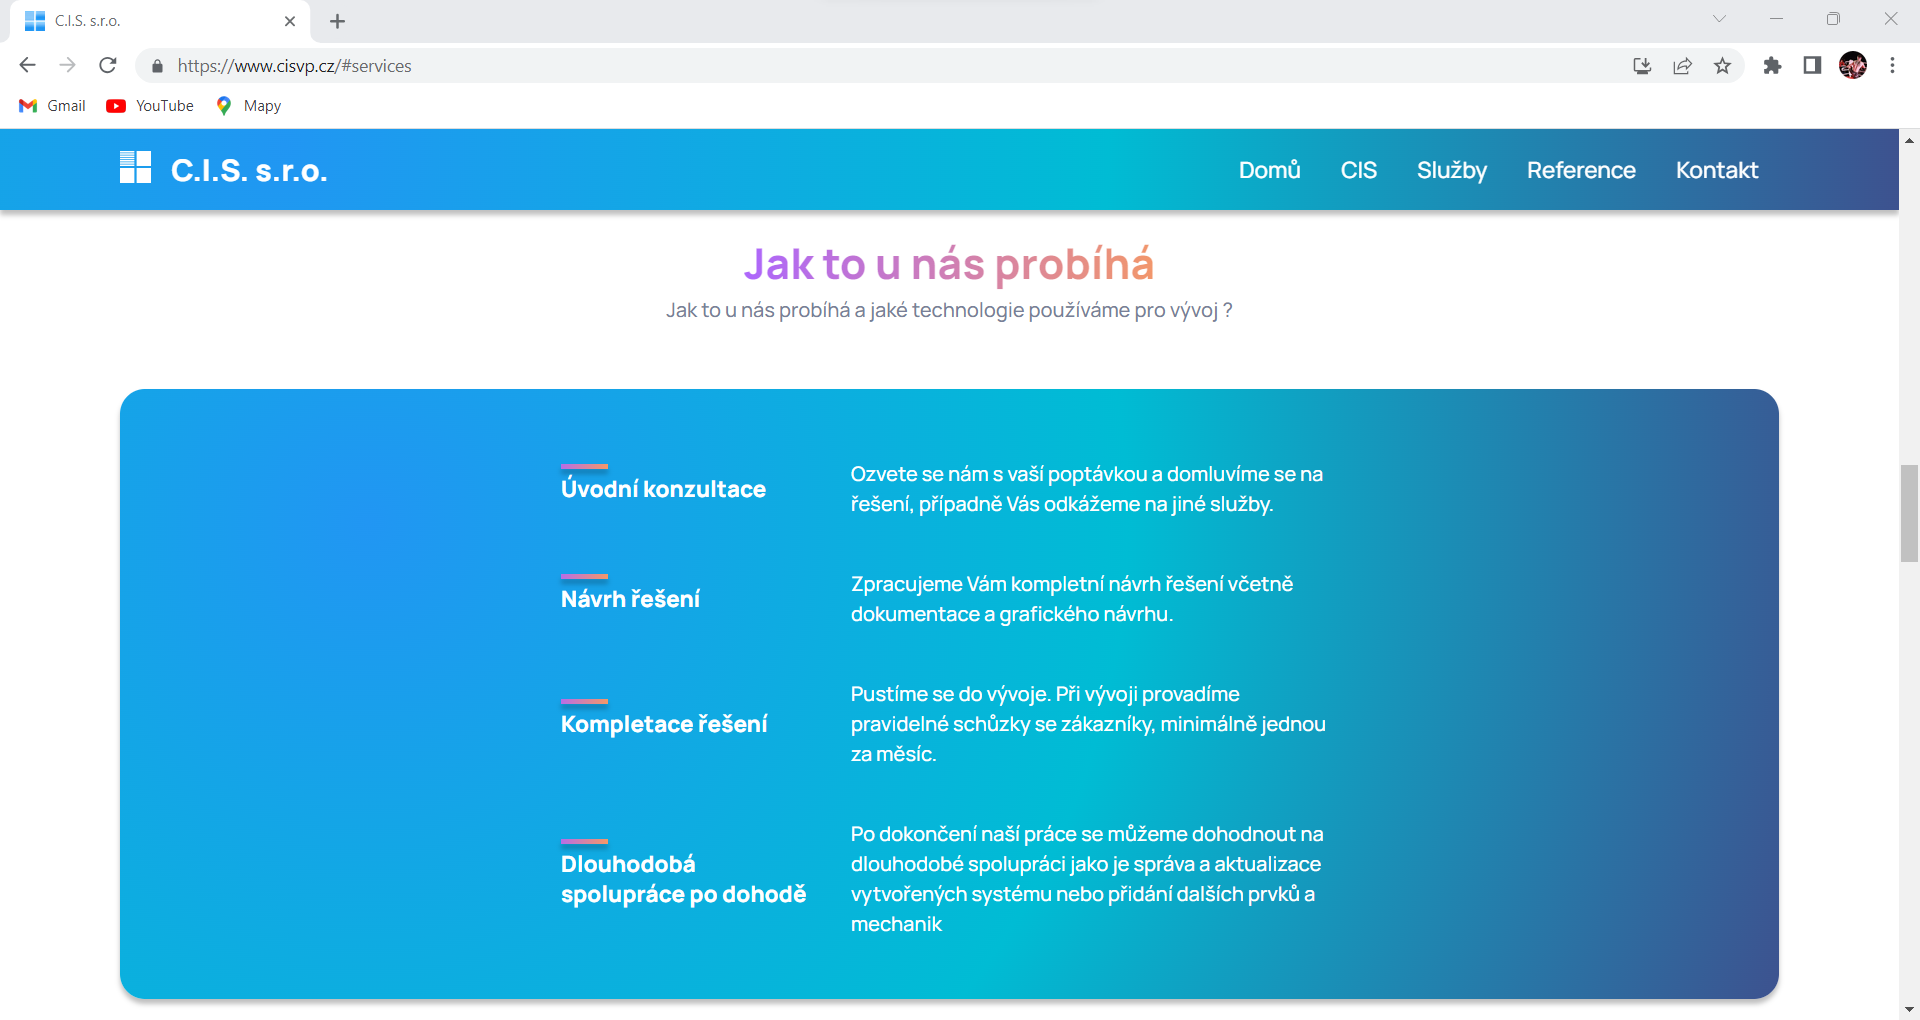 C.I.S. s.r.o.
https://www.cisvp.cz/#services
Gmail
YouTube
Mapy
C.I.S. s.r.o.
Domů
CIS
Služby
Reference
Kontakt
Jak to u nás probíhá
Jak to u nás probíhá a jaké technologie používáme pro vývoj ?
Úvodní konzultace
Ozvete se nám s vaší poptávkou a domluvíme se na
řešení, případně Vás odkážeme na jiné služby.
Návrh řešení
Zpracujeme Vám kompletní návrh řešení včetně
dokumentace a grafického návrhu.
Kompletace řešení
Pustíme se do vývoje. Při vývoji provadíme
pravidelné schůzky se zákazníky, minimálně jednou
za měsíc.
Dlouhodobá
spolupráce po dohodě
Po dokončení naší práce se můžeme dohodnout na
dlouhodobé spolupráci jako je správa a aktualizace
vytvořených systému nebo přidání dalších prvků a
mechanik